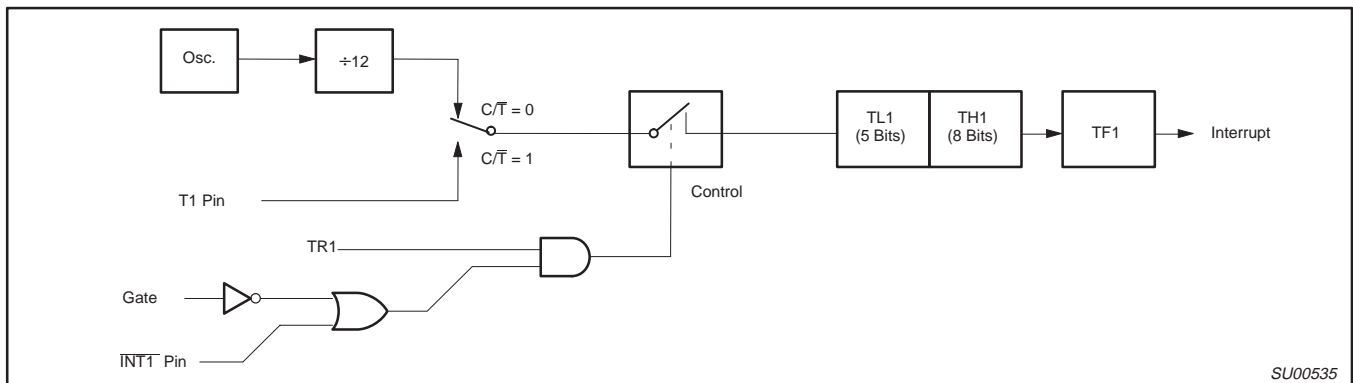 Osc.
÷12
C/T̅ = 0
C/T̅ = 1
T1 Pin
TL1
(5 Bits)
TH1
(8 Bits)
TF1
Interrupt
Control
TR1
Gate
I̅N̅T̅1̅ Pin
SU00535